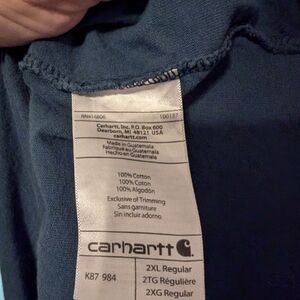 RN#14806 100137
Carhartt, Inc. P.O. Box 600
Dearborn, MI 48121 USA
carhartt.com
Made in Guatemala
Fabriqué au Guatemala
Hecho en Guatemala
100% Cotton
100% Coton
100% Algodón
Exclusive of Trimming
Sans garniture
Sin incluir adorno
carhartt
K87 984
2XL Regular
2TG Régulière
2XG Regular